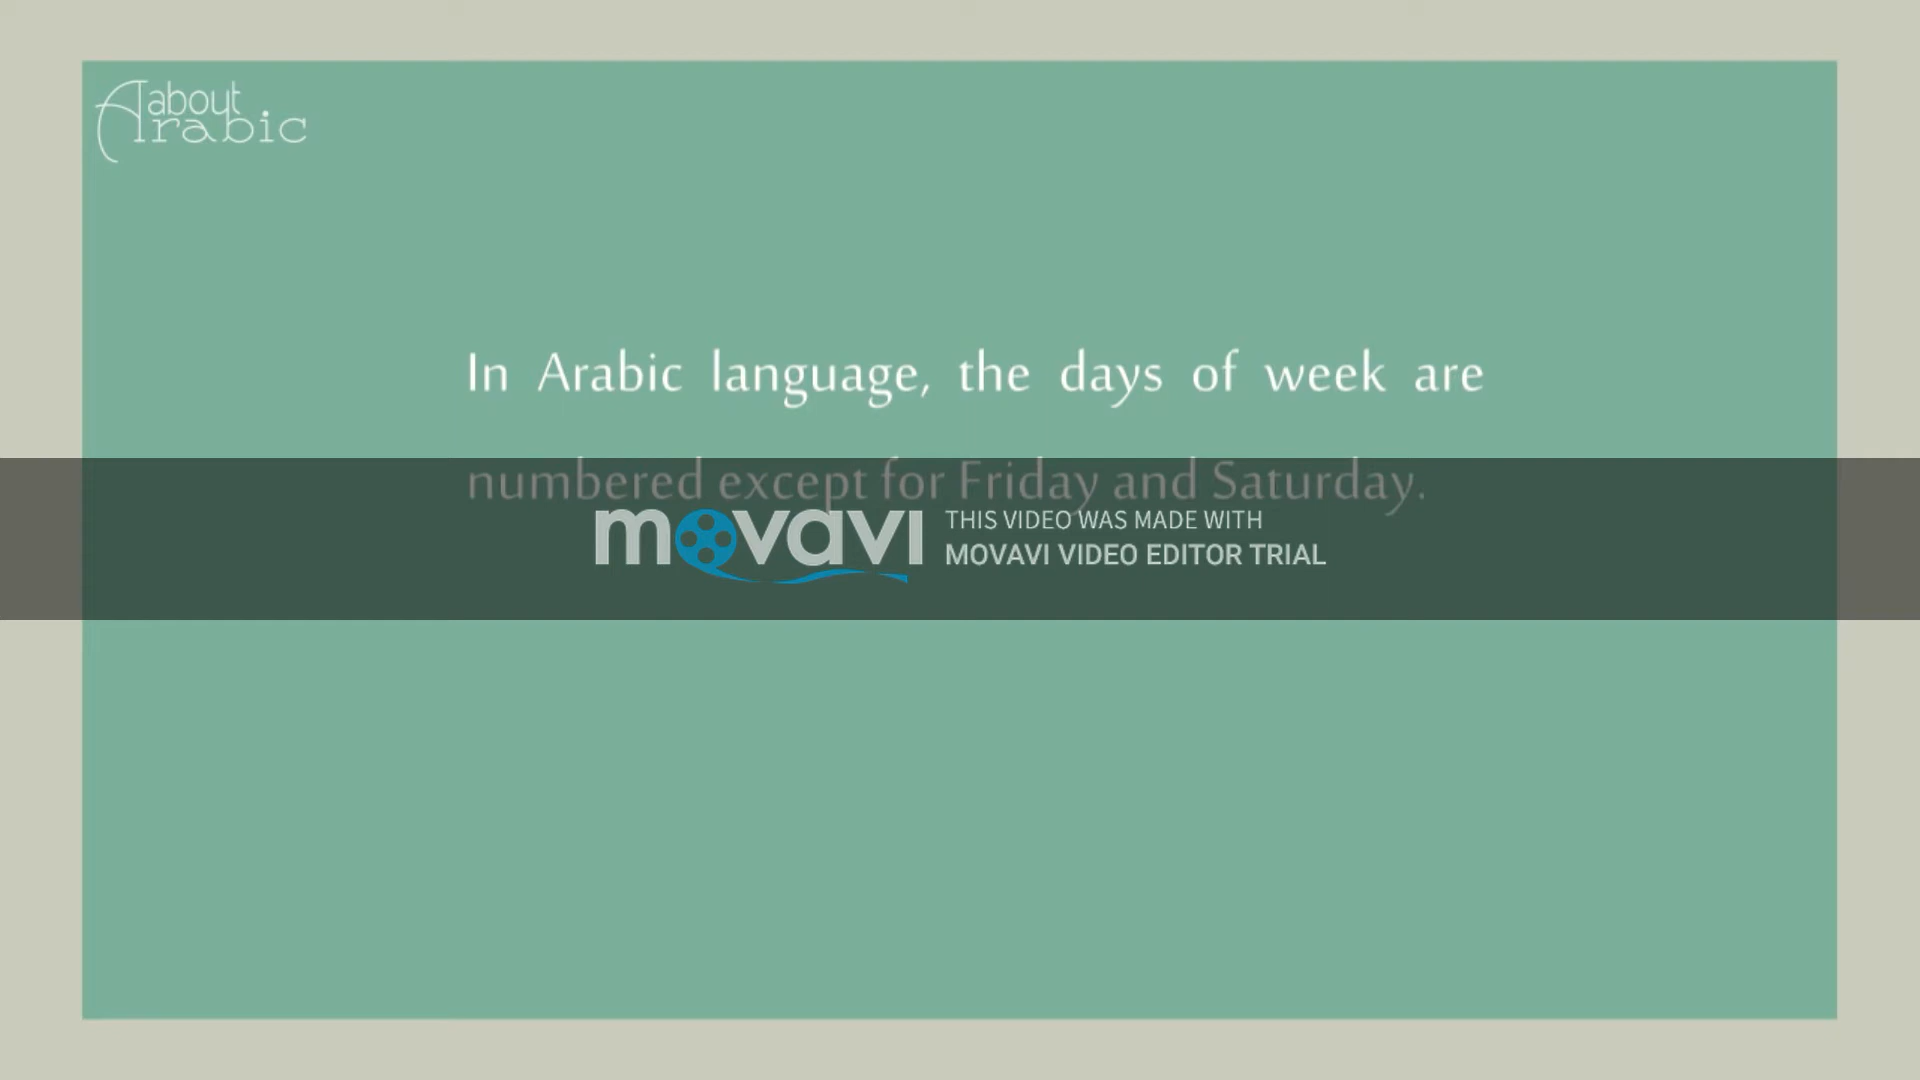 about
Arabic
In Arabic language, the days of week are
numbered except for Friday and Saturday.
movavi
THIS VIDEO WAS MADE WITH
MOVAVI VIDEO EDITOR TRIAL